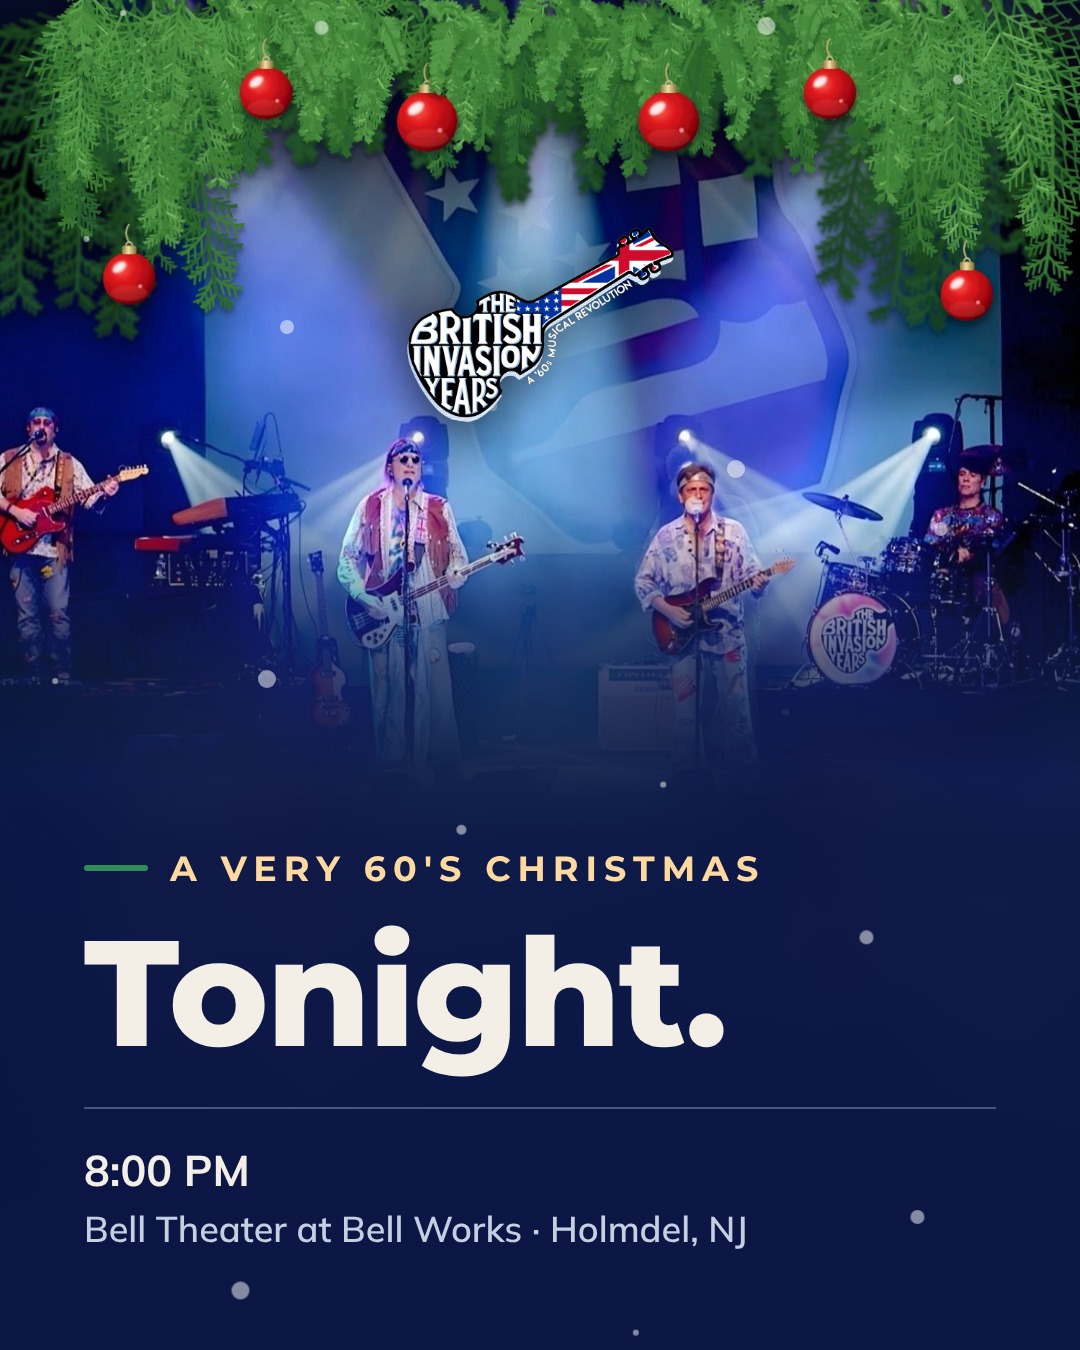 THE
BRITISH
INVASION
YEARS
A '60s MUSICAL REVOLUTION
THE
BRITISH
INVASION
YEARS
A VERY 60'S CHRISTMAS
Tonight.
8:00 PM
Bell Theater at Bell Works · Holmdel, NJ